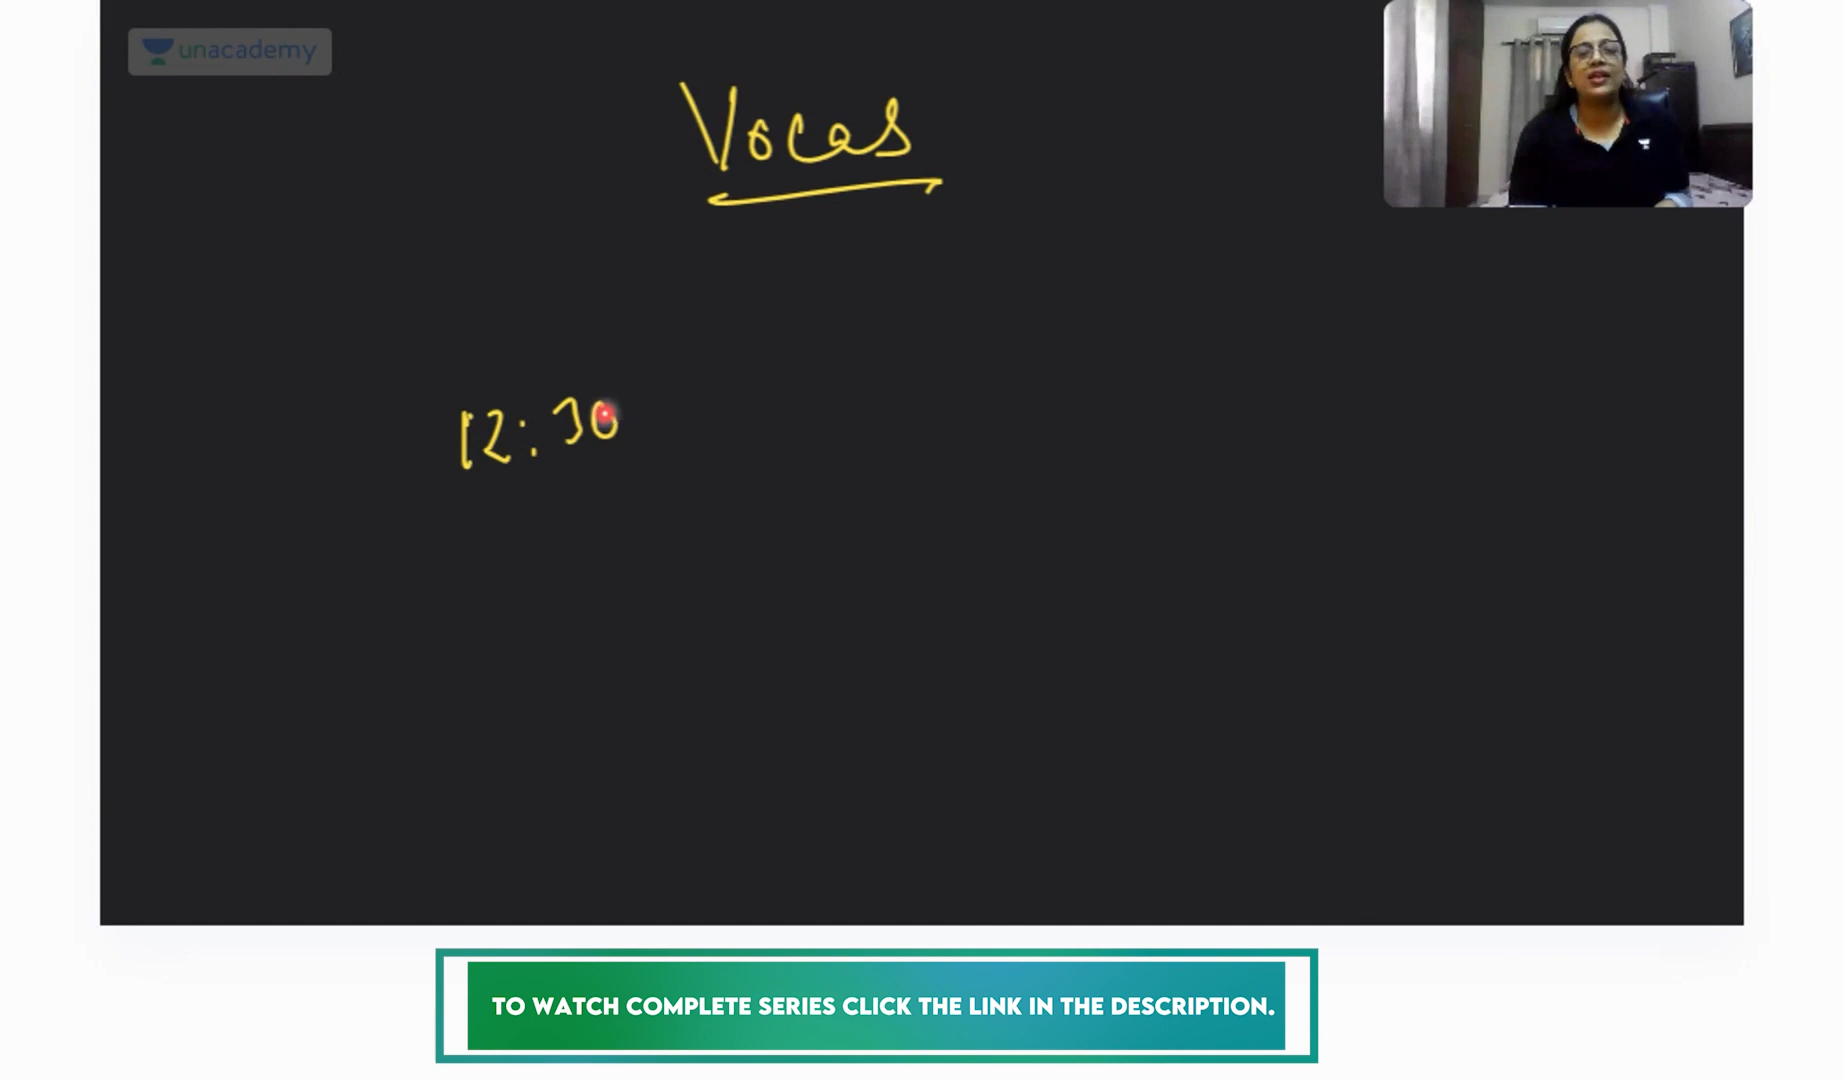 unacademy
Vocas
12:30
TO WATCH COMPLETE SERIES CLICK THE LINK IN THE DESCRIPTION.